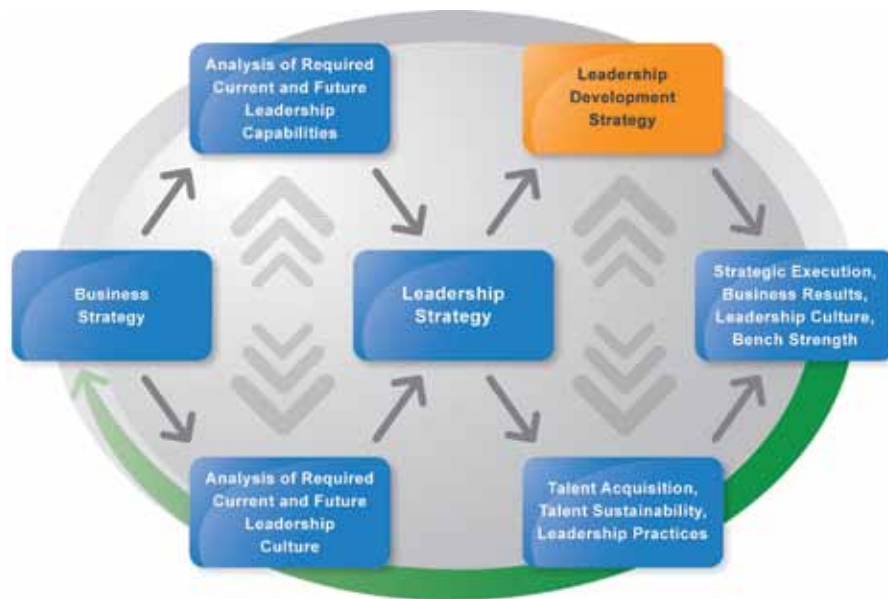 Analysis of Required
Current and Future
Leadership
Capabilities
Leadership
Development
Strategy
Business
Strategy
Leadership
Strategy
Strategic Execution,
Business Results,
Leadership Culture,
Bench Strength
Analysis of Required
Current and Future
Leadership
Culture
Talent Acquisition,
Talent Sustainability,
Leadership Practices